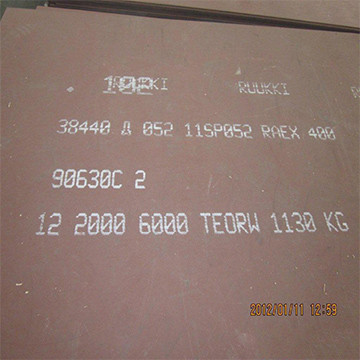 102 RUUKKI
38440 A 052 11SP052 RAEX 400
90630C 2
12 2000 6000 TEORW 1130 KG
2012/01/11 12:59